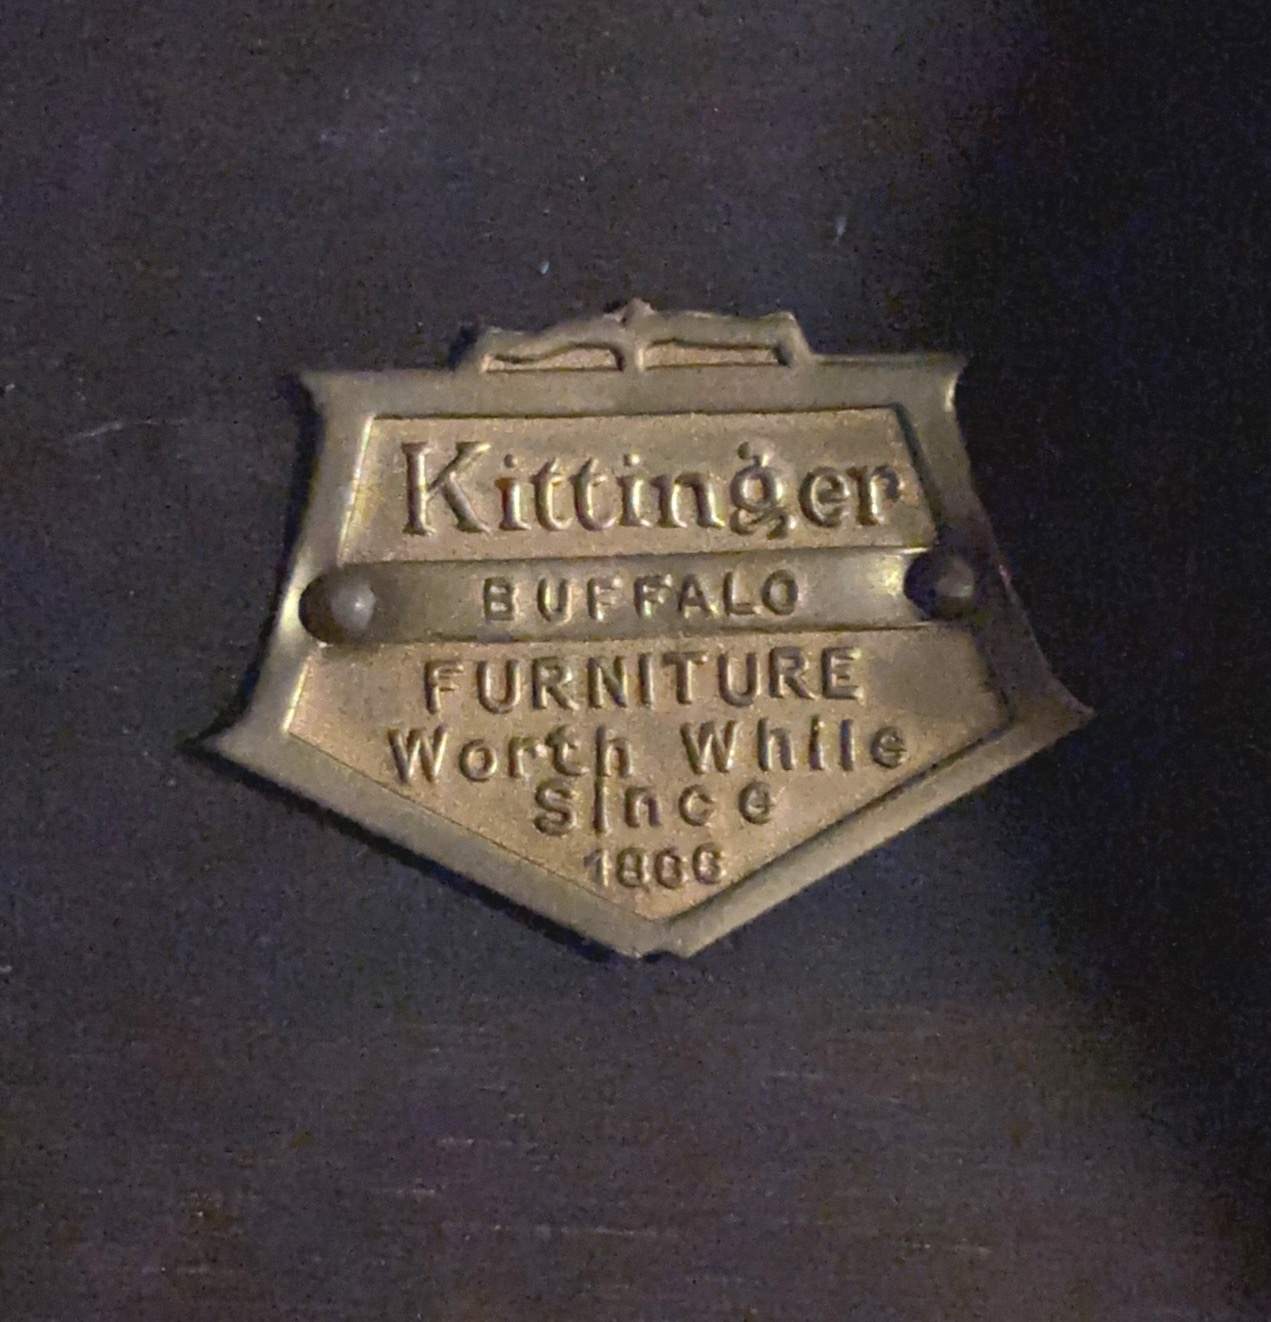 Kittinger
BUFFALO
FURNITURE
Worth While
Since
1866